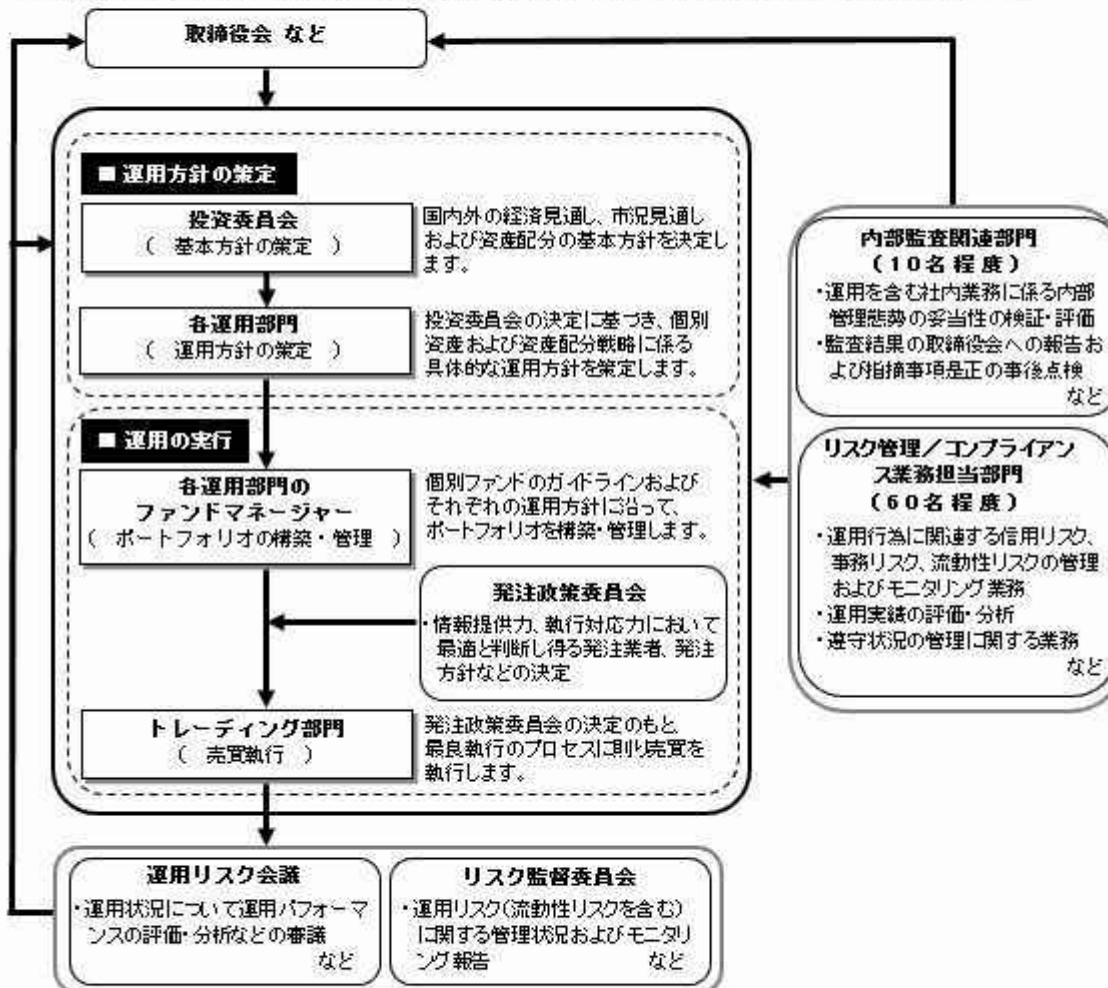 取締役会 など
■ 運用方針の策定
投資委員会
( 基本方針の策定 )
国内外の経済見通し、市況見通し
および資産配分の基本方針を決定し
ます。
各運用部門
( 運用方針の策定 )
投資委員会の決定に基づき、個別
資産および資産配分戦略に係る
具体的な運用方針を策定します。
■ 運用の実行
各運用部門の
ファンドマネージャー
( ポートフォリオの構築・管理 )
個別ファンドのガイドラインおよび
それぞれの運用方針に沿って、
ポートフォリオを構築・管理します。
発注政策委員会
・情報提供力、執行対応力において
最適と判断し得る発注業者、発注
方針などの決定
トレーディング部門
( 売買執行 )
発注政策委員会の決定のもと、
最良執行のプロセスに則り売買を
執行します。
内部監査関連部門
(10名程度)
・運用を含む社内業務に係る内部
管理態勢の妥当性の検証・評価
・監査結果の取締役会への報告お
よび指摘事項是正の事後点検
など
リスク管理/コンプライアン
ス業務担当部門
(60名程度)
・運用行為に関連する信用リスク、
事務リスク、流動性リスクの管理
およびモニタリング業務
・運用実績の評価・分析
・遵守状況の管理に関する業務
など
運用リスク会議
・運用状況について運用パフォーマ
ンスの評価・分析などの審議
など
リスク監督委員会
・運用リスク(流動性リスクを含む)
に関する管理状況およびモニタリ
ング報告 など